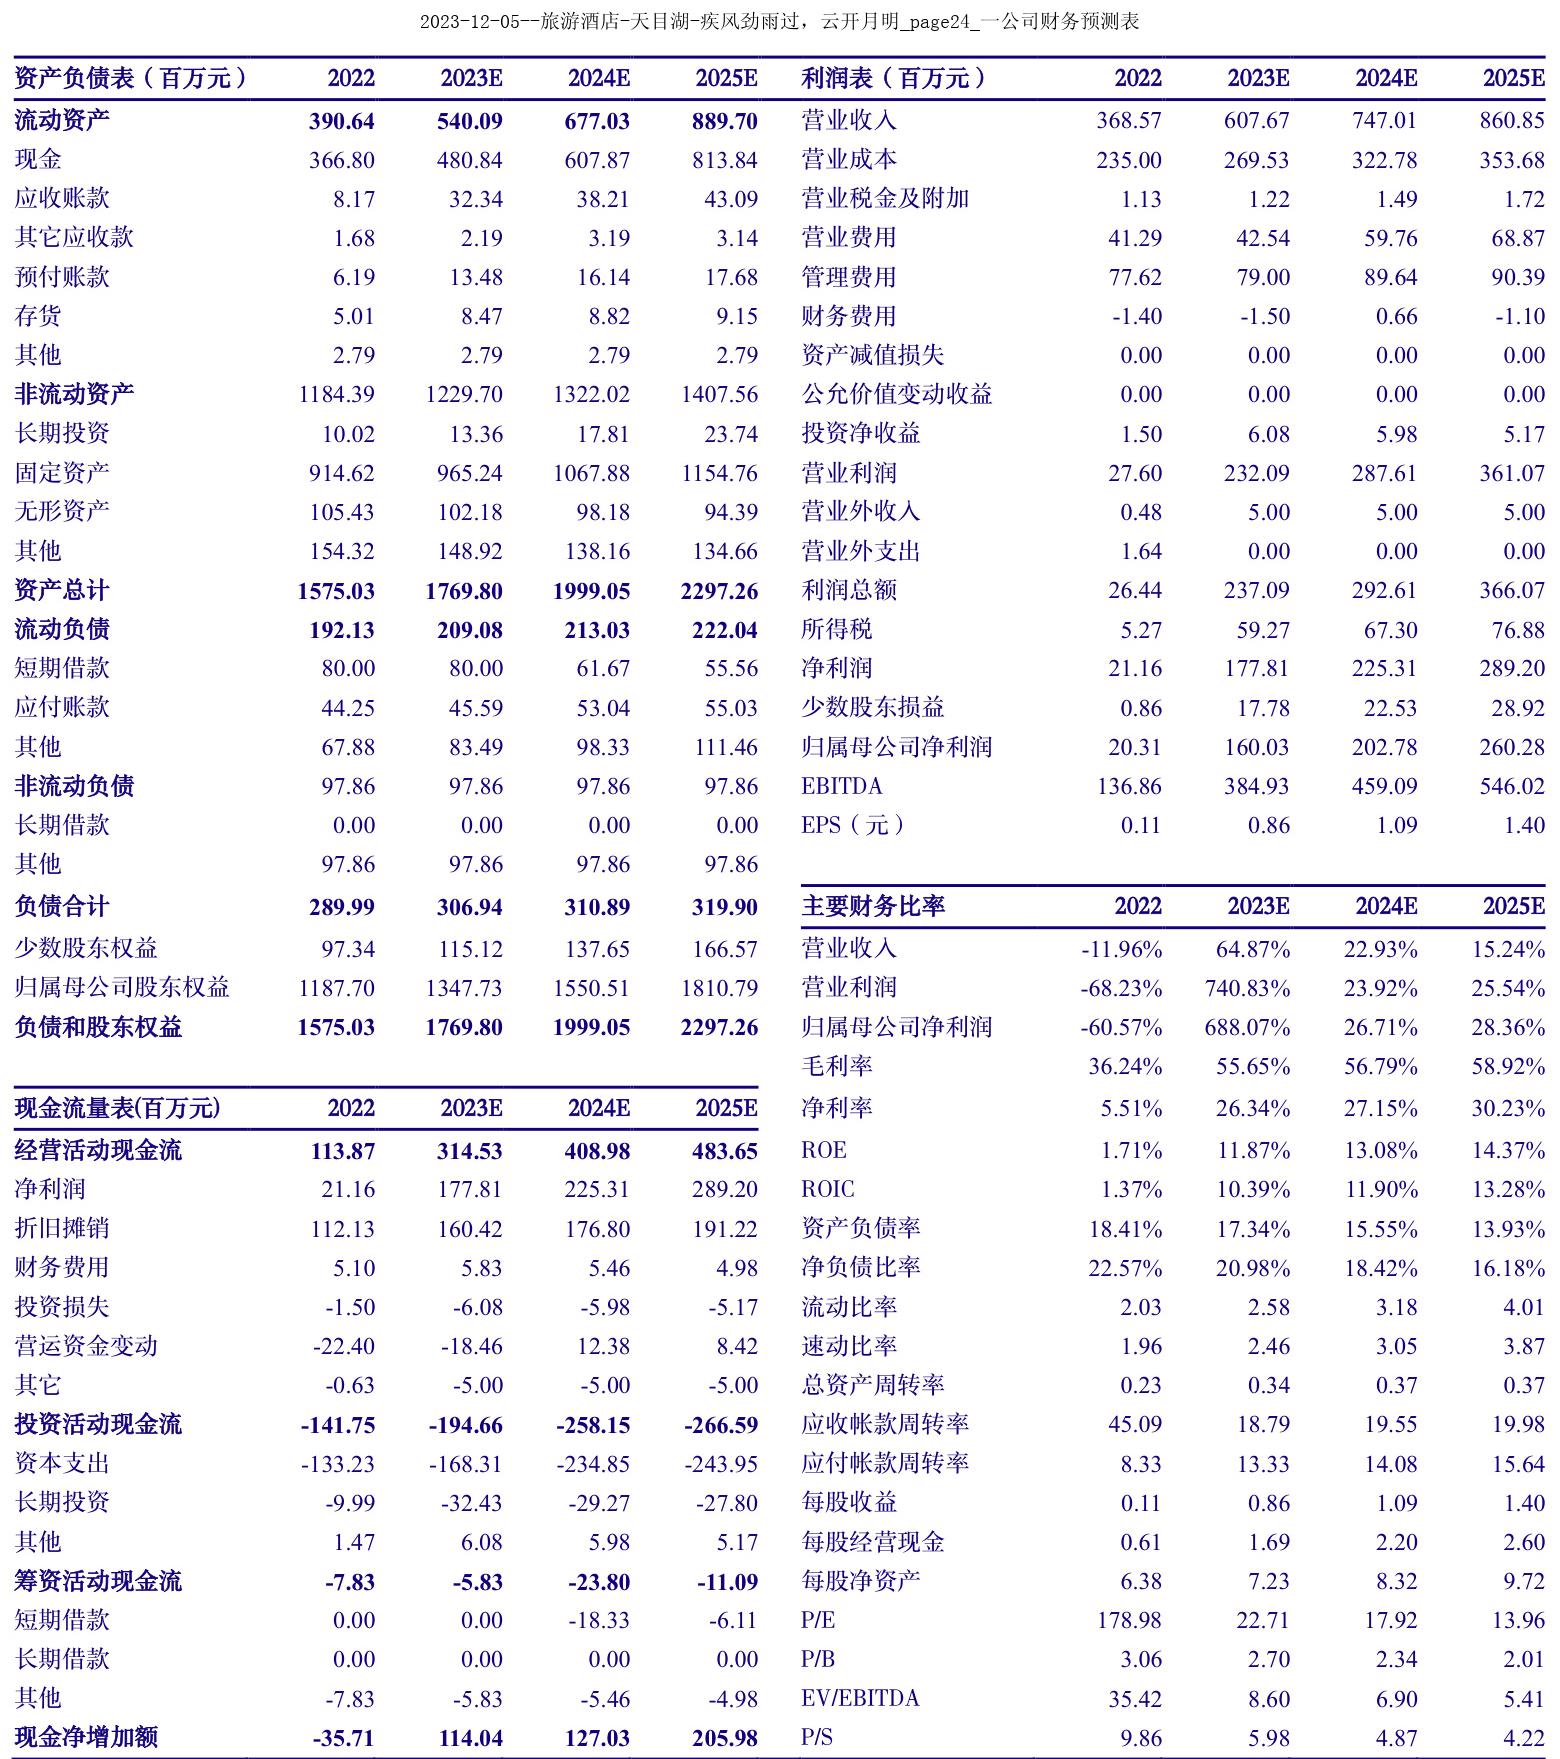 2023-12-05--旅游酒店-天目湖-疾风劲雨过，云开月明_page24_一公司财务预测表
资产负债表（百万元） 2022 2023E 2024E 2025E
流动资产 390.64 540.09 677.03 889.70
现金 366.80 480.84 607.87 813.84
应收账款 8.17 32.34 38.21 43.09
其它应收款 1.68 2.19 3.19 3.14
预付账款 6.19 13.48 16.14 17.68
存货 5.01 8.47 8.82 9.15
其他 2.79 2.79 2.79 2.79
非流动资产 1184.39 1229.70 1322.02 1407.56
长期投资 10.02 13.36 17.81 23.74
固定资产 914.62 965.24 1067.88 1154.76
无形资产 105.43 102.18 98.18 94.39
其他 154.32 148.92 138.16 134.66
资产总计 1575.03 1769.80 1999.05 2297.26
流动负债 192.13 209.08 213.03 222.04
短期借款 80.00 80.00 61.67 55.56
应付账款 44.25 45.59 53.04 55.03
其他 67.88 83.49 98.33 111.46
非流动负债 97.86 97.86 97.86 97.86
长期借款 0.00 0.00 0.00 0.00
其他 97.86 97.86 97.86 97.86
负债合计 289.99 306.94 310.89 319.90
少数股东权益 97.34 115.12 137.65 166.57
归属母公司股东权益 1187.70 1347.73 1550.51 1810.79
负债和股东权益 1575.03 1769.80 1999.05 2297.26
现金流量表(百万元) 2022 2023E 2024E 2025E
经营活动现金流 113.87 314.53 408.98 483.65
净利润 21.16 177.81 225.31 289.20
折旧摊销 112.13 160.42 176.80 191.22
财务费用 5.10 5.83 5.46 4.98
投资损失 -1.50 -6.08 -5.98 -5.17
营运资金变动 -22.40 -18.46 12.38 8.42
其它 -0.63 -5.00 -5.00 -5.00
投资活动现金流 -141.75 -194.66 -258.15 -266.59
资本支出 -133.23 -168.31 -234.85 -243.95
长期投资 -9.99 -32.43 -29.27 -27.80
其他 1.47 6.08 5.98 5.17
筹资活动现金流 -7.83 -5.83 -23.80 -11.09
短期借款 0.00 0.00 -18.33 -6.11
长期借款 0.00 0.00 0.00 0.00
其他 -7.83 -5.83 -5.46 -4.98
现金净增加额 -35.71 114.04 127.03 205.98
利润表（百万元） 2022 2023E 2024E 2025E
营业收入 368.57 607.67 747.01 860.85
营业成本 235.00 269.53 322.78 353.68
营业税金及附加 1.13 1.22 1.49 1.72
营业费用 41.29 42.54 59.76 68.87
管理费用 77.62 79.00 89.64 90.39
财务费用 -1.40 -1.50 0.66 -1.10
资产减值损失 0.00 0.00 0.00 0.00
公允价值变动收益 0.00 0.00 0.00 0.00
投资净收益 1.50 6.08 5.98 5.17
营业利润 27.60 232.09 287.61 361.07
营业外收入 0.48 5.00 5.00 5.00
营业外支出 1.64 0.00 0.00 0.00
利润总额 26.44 237.09 292.61 366.07
所得税 5.27 59.27 67.30 76.88
净利润 21.16 177.81 225.31 289.20
少数股东损益 0.86 17.78 22.53 28.92
归属母公司净利润 20.31 160.03 202.78 260.28
EBITDA 136.86 384.93 459.09 546.02
EPS（元） 0.11 0.86 1.09 1.40
主要财务比率 2022 2023E 2024E 2025E
营业收入 -11.96% 64.87% 22.93% 15.24%
营业利润 -68.23% 740.83% 23.92% 25.54%
归属母公司净利润 -60.57% 688.07% 26.71% 28.36%
毛利率 36.24% 55.65% 56.79% 58.92%
净利率 5.51% 26.34% 27.15% 30.23%
ROE 1.71% 11.87% 13.08% 14.37%
ROIC 1.37% 10.39% 11.90% 13.28%
资产负债率 18.41% 17.34% 15.55% 13.93%
净负债比率 22.57% 20.98% 18.42% 16.18%
流动比率 2.03 2.58 3.18 4.01
速动比率 1.96 2.46 3.05 3.87
总资产周转率 0.23 0.34 0.37 0.37
应收帐款周转率 45.09 18.79 19.55 19.98
应付帐款周转率 8.33 13.33 14.08 15.64
每股收益 0.11 0.86 1.09 1.40
每股经营现金 0.61 1.69 2.20 2.60
每股净资产 6.38 7.23 8.32 9.72
P/E 178.98 22.71 17.92 13.96
P/B 3.06 2.70 2.34 2.01
EV/EBITDA 35.42 8.60 6.90 5.41
P/S 9.86 5.98 4.87 4.22